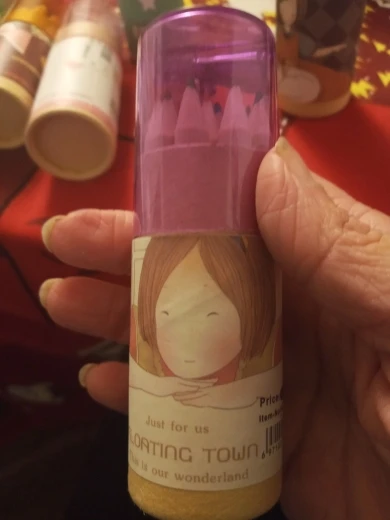 Price
Just for us
LOATING TOWN
is our wonderland